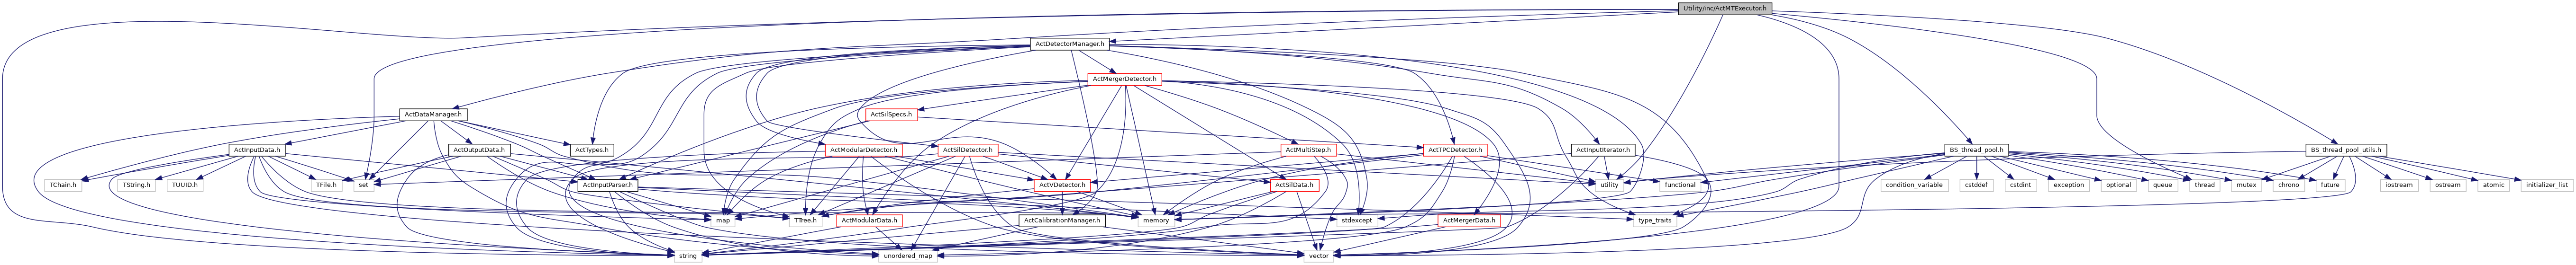 Utility/inc/ActMTExecutor.h
ActDetectorManager.h
ActMergerDetector.h
ActDataManager.h
ActSilSpecs.h
ActInputData.h
ActOutputData.h
ActTypes.h
ActModularDetector.h
ActSilDetector.h
ActMultiStep.h
ActTPCDetector.h
ActInputIterator.h
BS_thread_pool.h
BS_thread_pool_utils.h
TChain.h
TString.h
TUUID.h
TFile.h
set
ActInputParser.h
ActVDetector.h
ActSilData.h
utility
functional
condition_variable
cstddef
cstdint
exception
optional
queue
thread
mutex
chrono
future
iostream
ostream
atomic
initializer_list
map
TTree.h
ActModularData.h
ActCalibrationManager.h
memory
stdexcept
ActMergerData.h
type_traits
string
unordered_map
vector